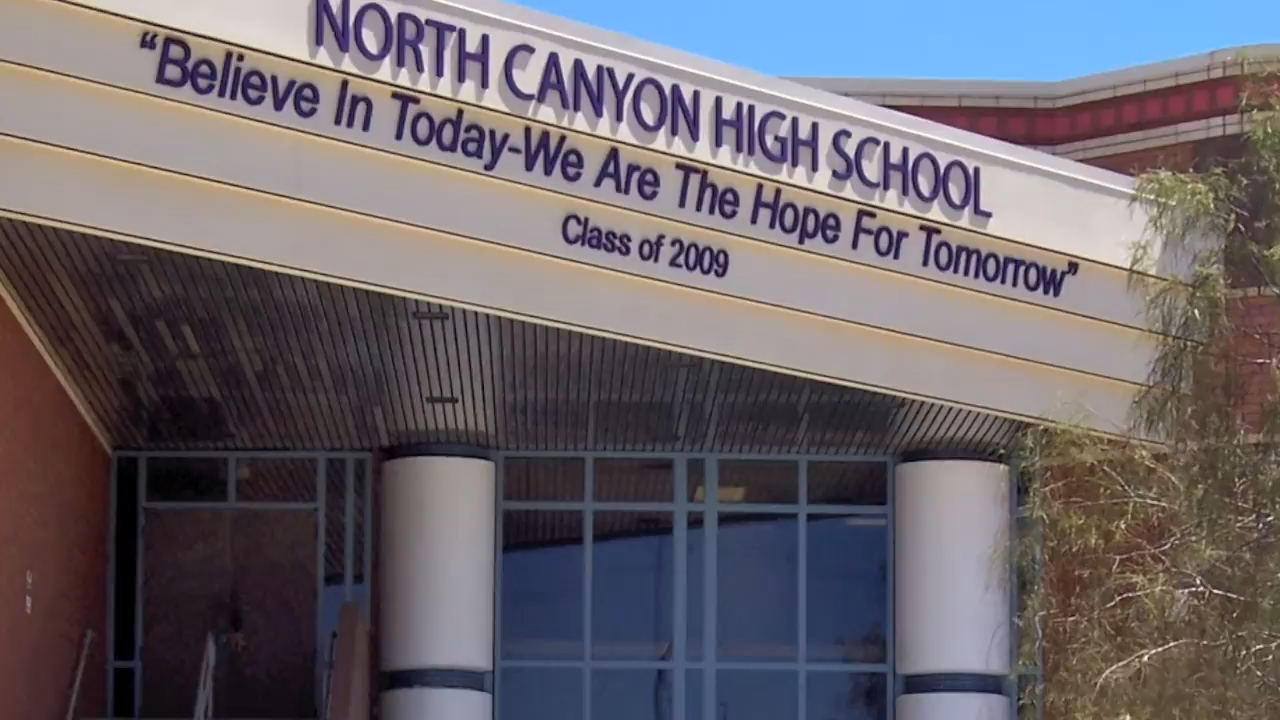 NORTH CANYON HIGH SCHOOL
“Believe In Today-We Are The Hope For Tomorrow”
Class of 2009